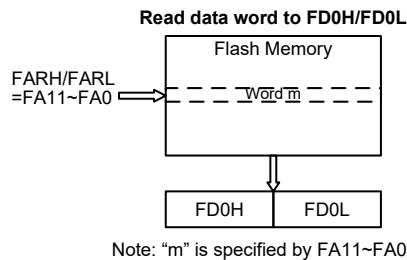 Read data word to FD0H/FD0L
Flash Memory
FARH/FARL
=FA11~FA0
Word m
FD0H
FD0L
Note: “m” is specified by FA11~FA0